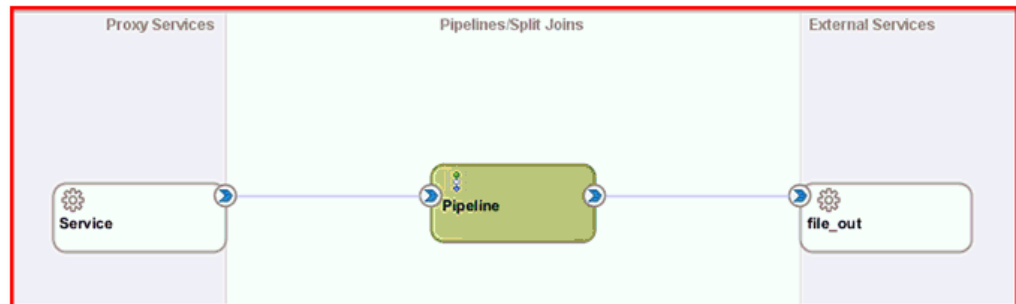 Proxy Services
Pipelines/Split Joins
External Services
Service
Pipeline
file_out